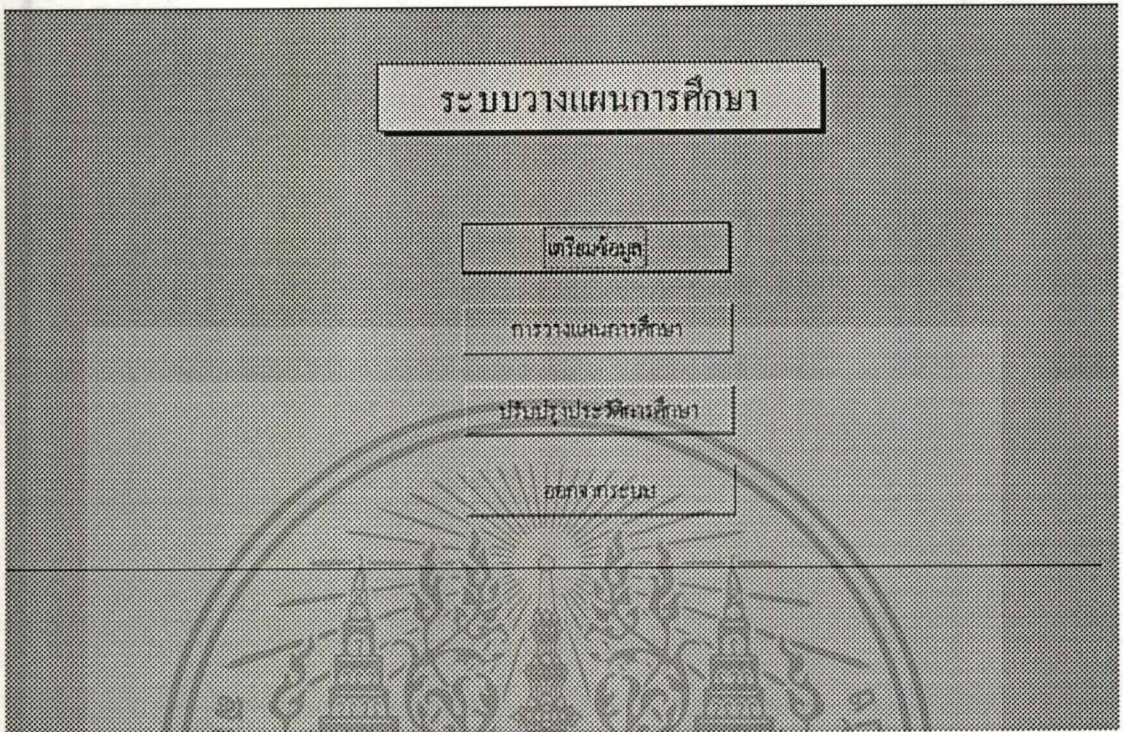 ระบบวางแผนการศึกษา
เตรียมข้อมูล
การวางแผนการศึกษา
ปรับปรุงประวัติการศึกษา
ออกจากระบบ